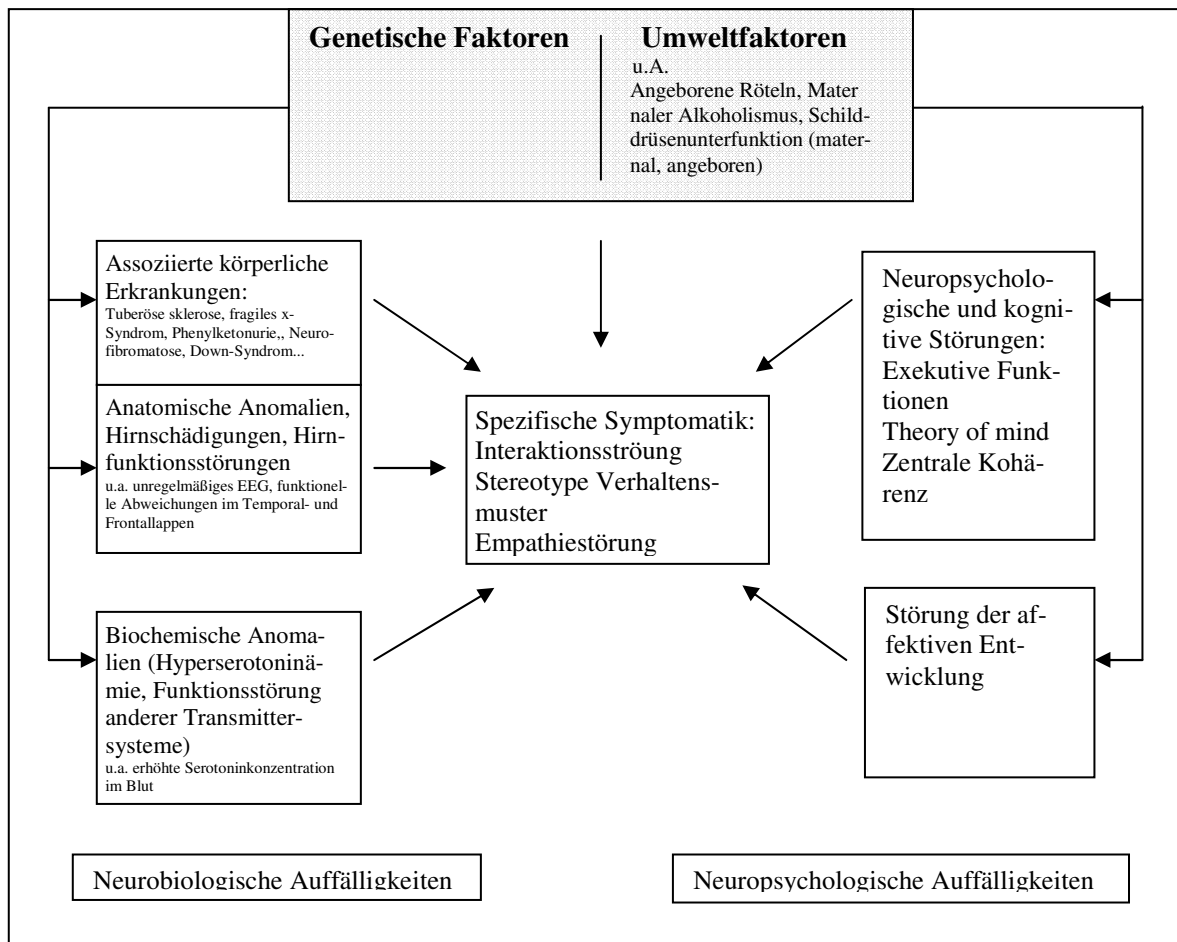 Genetische Faktoren
Umweltfaktoren
u.A.
Angeborene Röteln, Mater
naler Alkoholismus, Schild-
drüsenunterfunktion (mater-
nal, angeboren)
Assoziierte körperliche
Erkrankungen:
Tuberöse sklerose, fragiles x-
Syndrom, Phenylketonurie,, Neuro-
fibromatose, Down-Syndrom...
Anatomische Anomalien,
Hirnschädigungen, Hirn-
funktionsstörungen
u.a. unregelmäßiges EEG, funktionel-
le Abweichungen im Temporal- und
Frontallappen
Biochemische Anoma-
lien (Hyperserotoninä-
mie, Funktionsstörung
anderer Transmitter-
systeme)
u.a. erhöhte Serotoninkonzentration
im Blut
Spezifische Symptomatik:
Interaktionsströung
Stereotype Verhaltens-
muster
Empathiestörung
Neuropsycholo-
gische und kogni-
tive Störungen:
Exekutive Funk-
tionen
Theory of mind
Zentrale Kohä-
renz
Störung der af-
fektiven Ent-
wicklung
Neurobiologische Auffälligkeiten
Neuropsychologische Auffälligkeiten